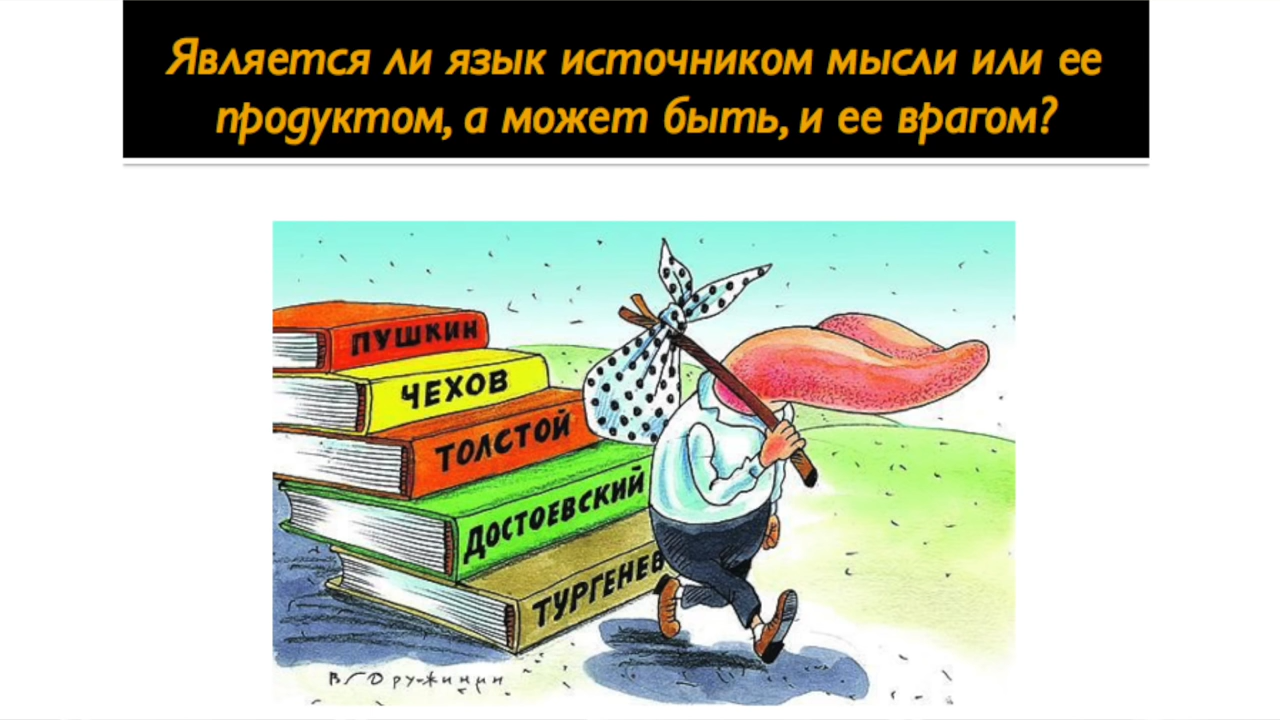 Является ли язык источником мысли или ее
продуктом, а может быть, и ее врагом?
ПУШКИН
ЧЕХОВ
ТОЛСТОЙ
ДОСТОЕВСКИЙ
ТУРГЕНЕВ